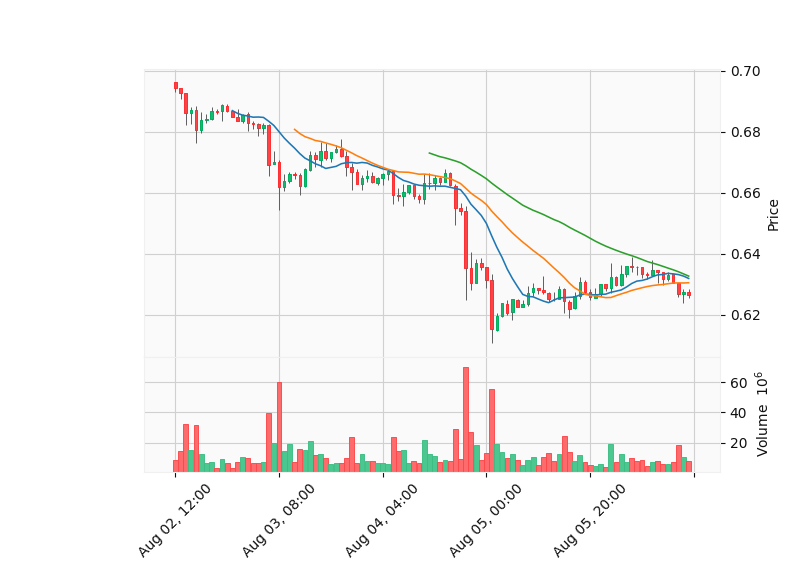 0.70
0.68
0.66
0.64
0.62
Price
60
40
20
Volume 10^6
Aug 02, 12:00
Aug 03, 08:00
Aug 04, 04:00
Aug 05, 00:00
Aug 05, 20:00